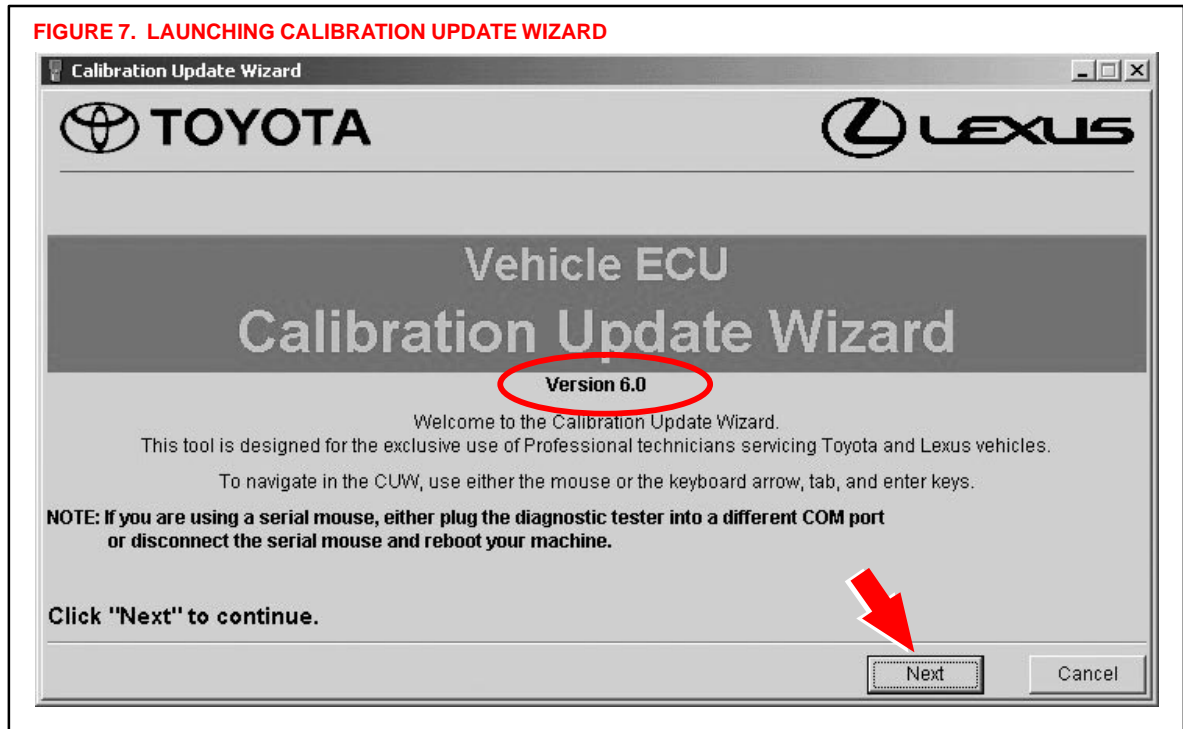 FIGURE 7. LAUNCHING CALIBRATION UPDATE WIZARD
Calibration Update Wizard
TOYOTA
LEXUS
Vehicle ECU
Calibration Update Wizard
Version 6.0
Welcome to the Calibration Update Wizard.
This tool is designed for the exclusive use of Professional technicians servicing Toyota and Lexus vehicles.
To navigate in the CUW, use either the mouse or the keyboard arrow, tab, and enter keys.
NOTE: If you are using a serial mouse, either plug the diagnostic tester into a different COM port
or disconnect the serial mouse and reboot your machine.
Click "Next" to continue.
Next
Cancel